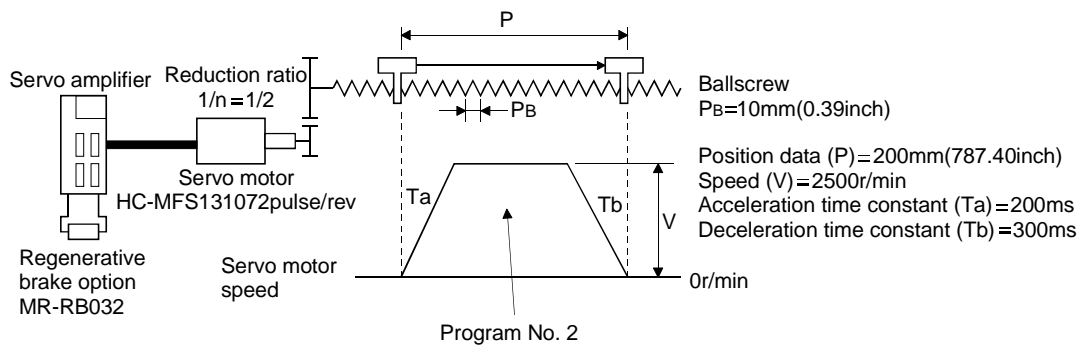 P
Servo amplifier
Reduction ratio
1/n=1/2
Ballscrew
PB=10mm(0.39inch)
PB
Servo motor
HC-MFS131072pulse/rev
Position data (P)=200mm(787.40inch)
Speed (V)=2500r/min
Acceleration time constant (Ta)=200ms
Deceleration time constant (Tb)=300ms
Ta
Tb
V
Regenerative
brake option
MR-RB032
Servo motor
speed
0r/min
Program No. 2